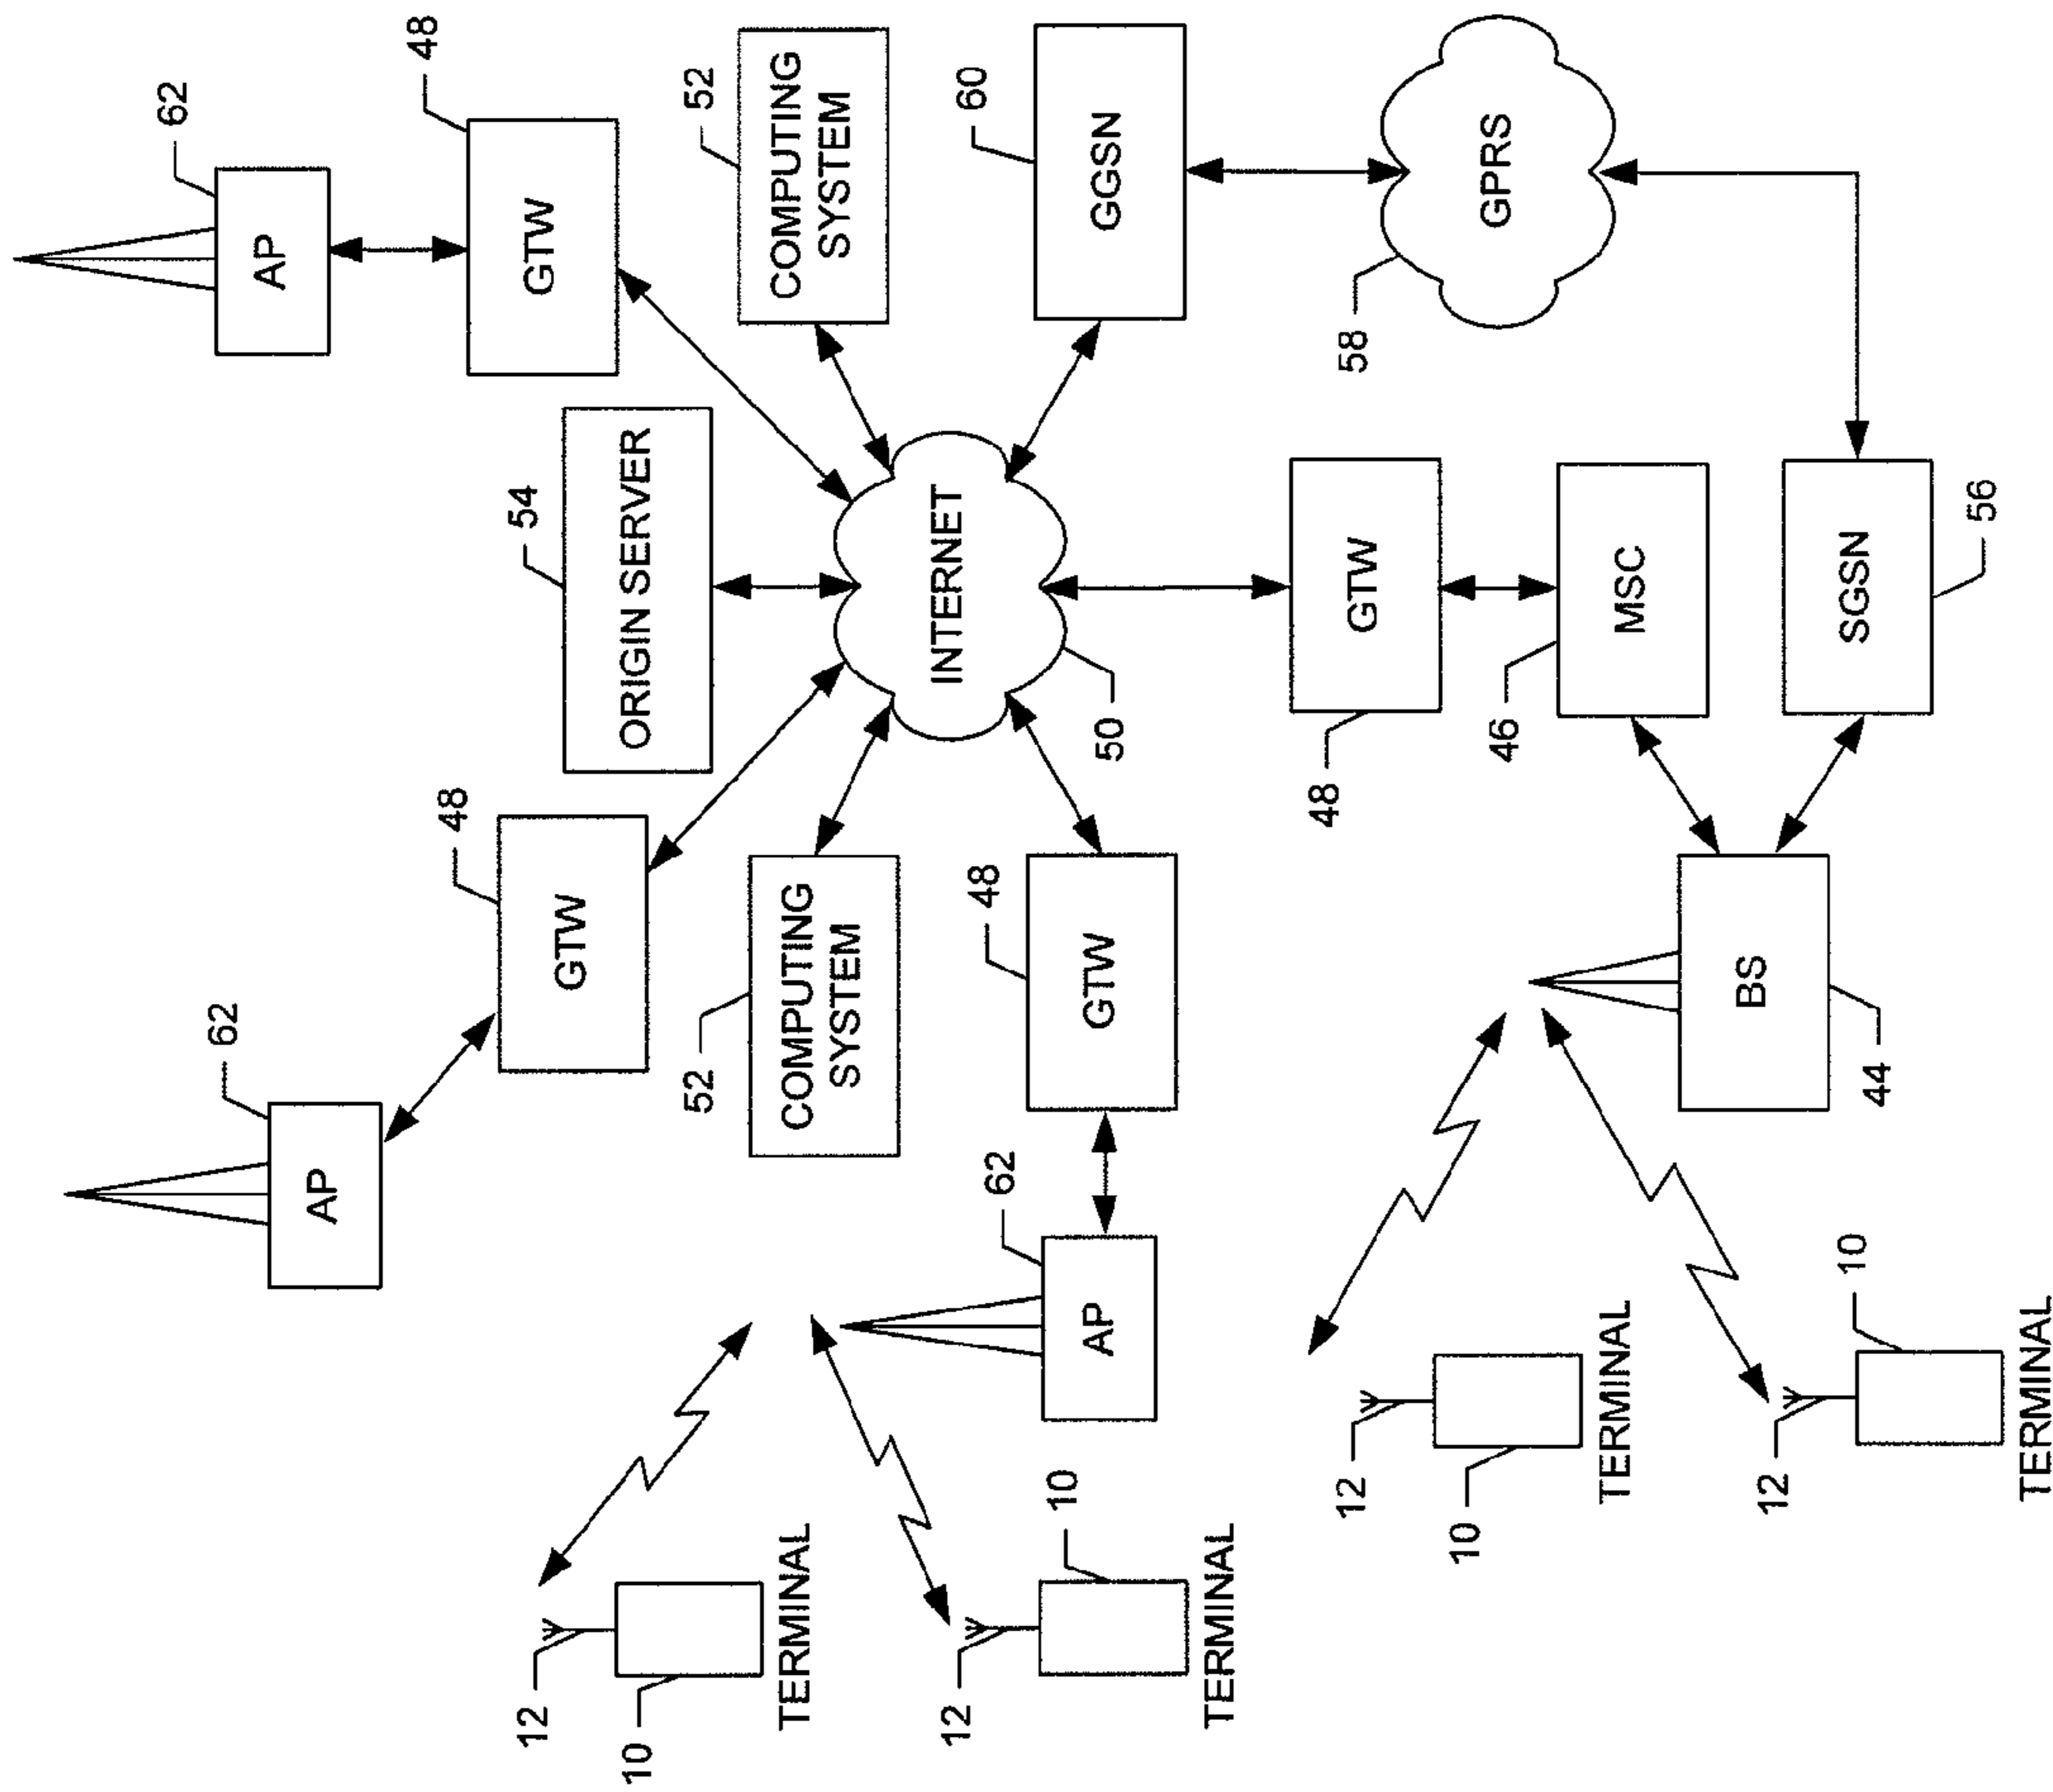 62
62
AP
AP
48
48
54
12
GTW
GTW
10
ORIGIN SERVER
52
52
TERMINAL
COMPUTING
SYSTEM
COMPUTING
SYSTEM
12
62
48
INTERNET
60
10
AP
GTW
50
GGSN
TERMINAL
12
48
GTW
58
10
46
GPRS
TERMINAL
MSC
12
BS
10
44
SGSN
56
TERMINAL